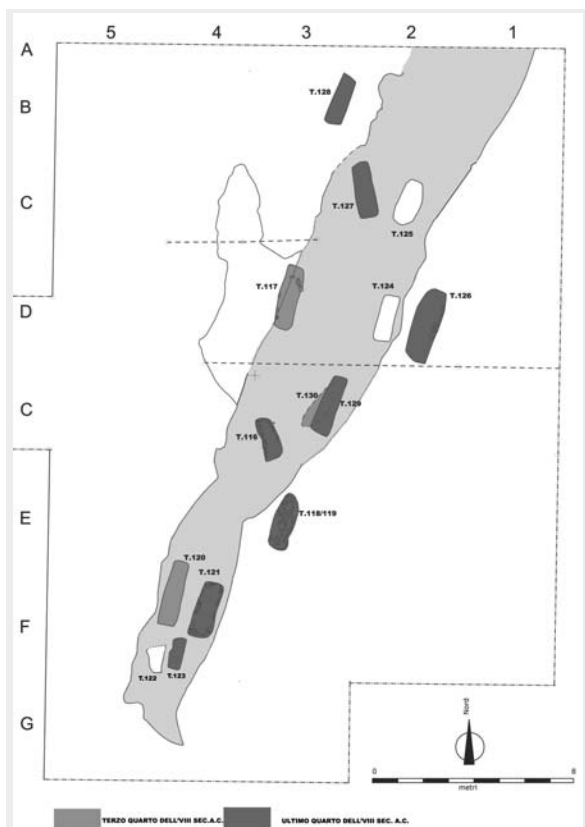 5 4 3 2 1
A
B
T.128
C
T.127
T.125
T.117
T.124
T.126
D
T.130
T.129
C
T.116
E
T.118/119
T.120
T.121
F
T.122
T.123
G
Nord
0 8
metri
TERZO QUARTO DELL'VIII SEC.A.C.
ULTIMO QUARTO DELL'VIII SEC. A.C.